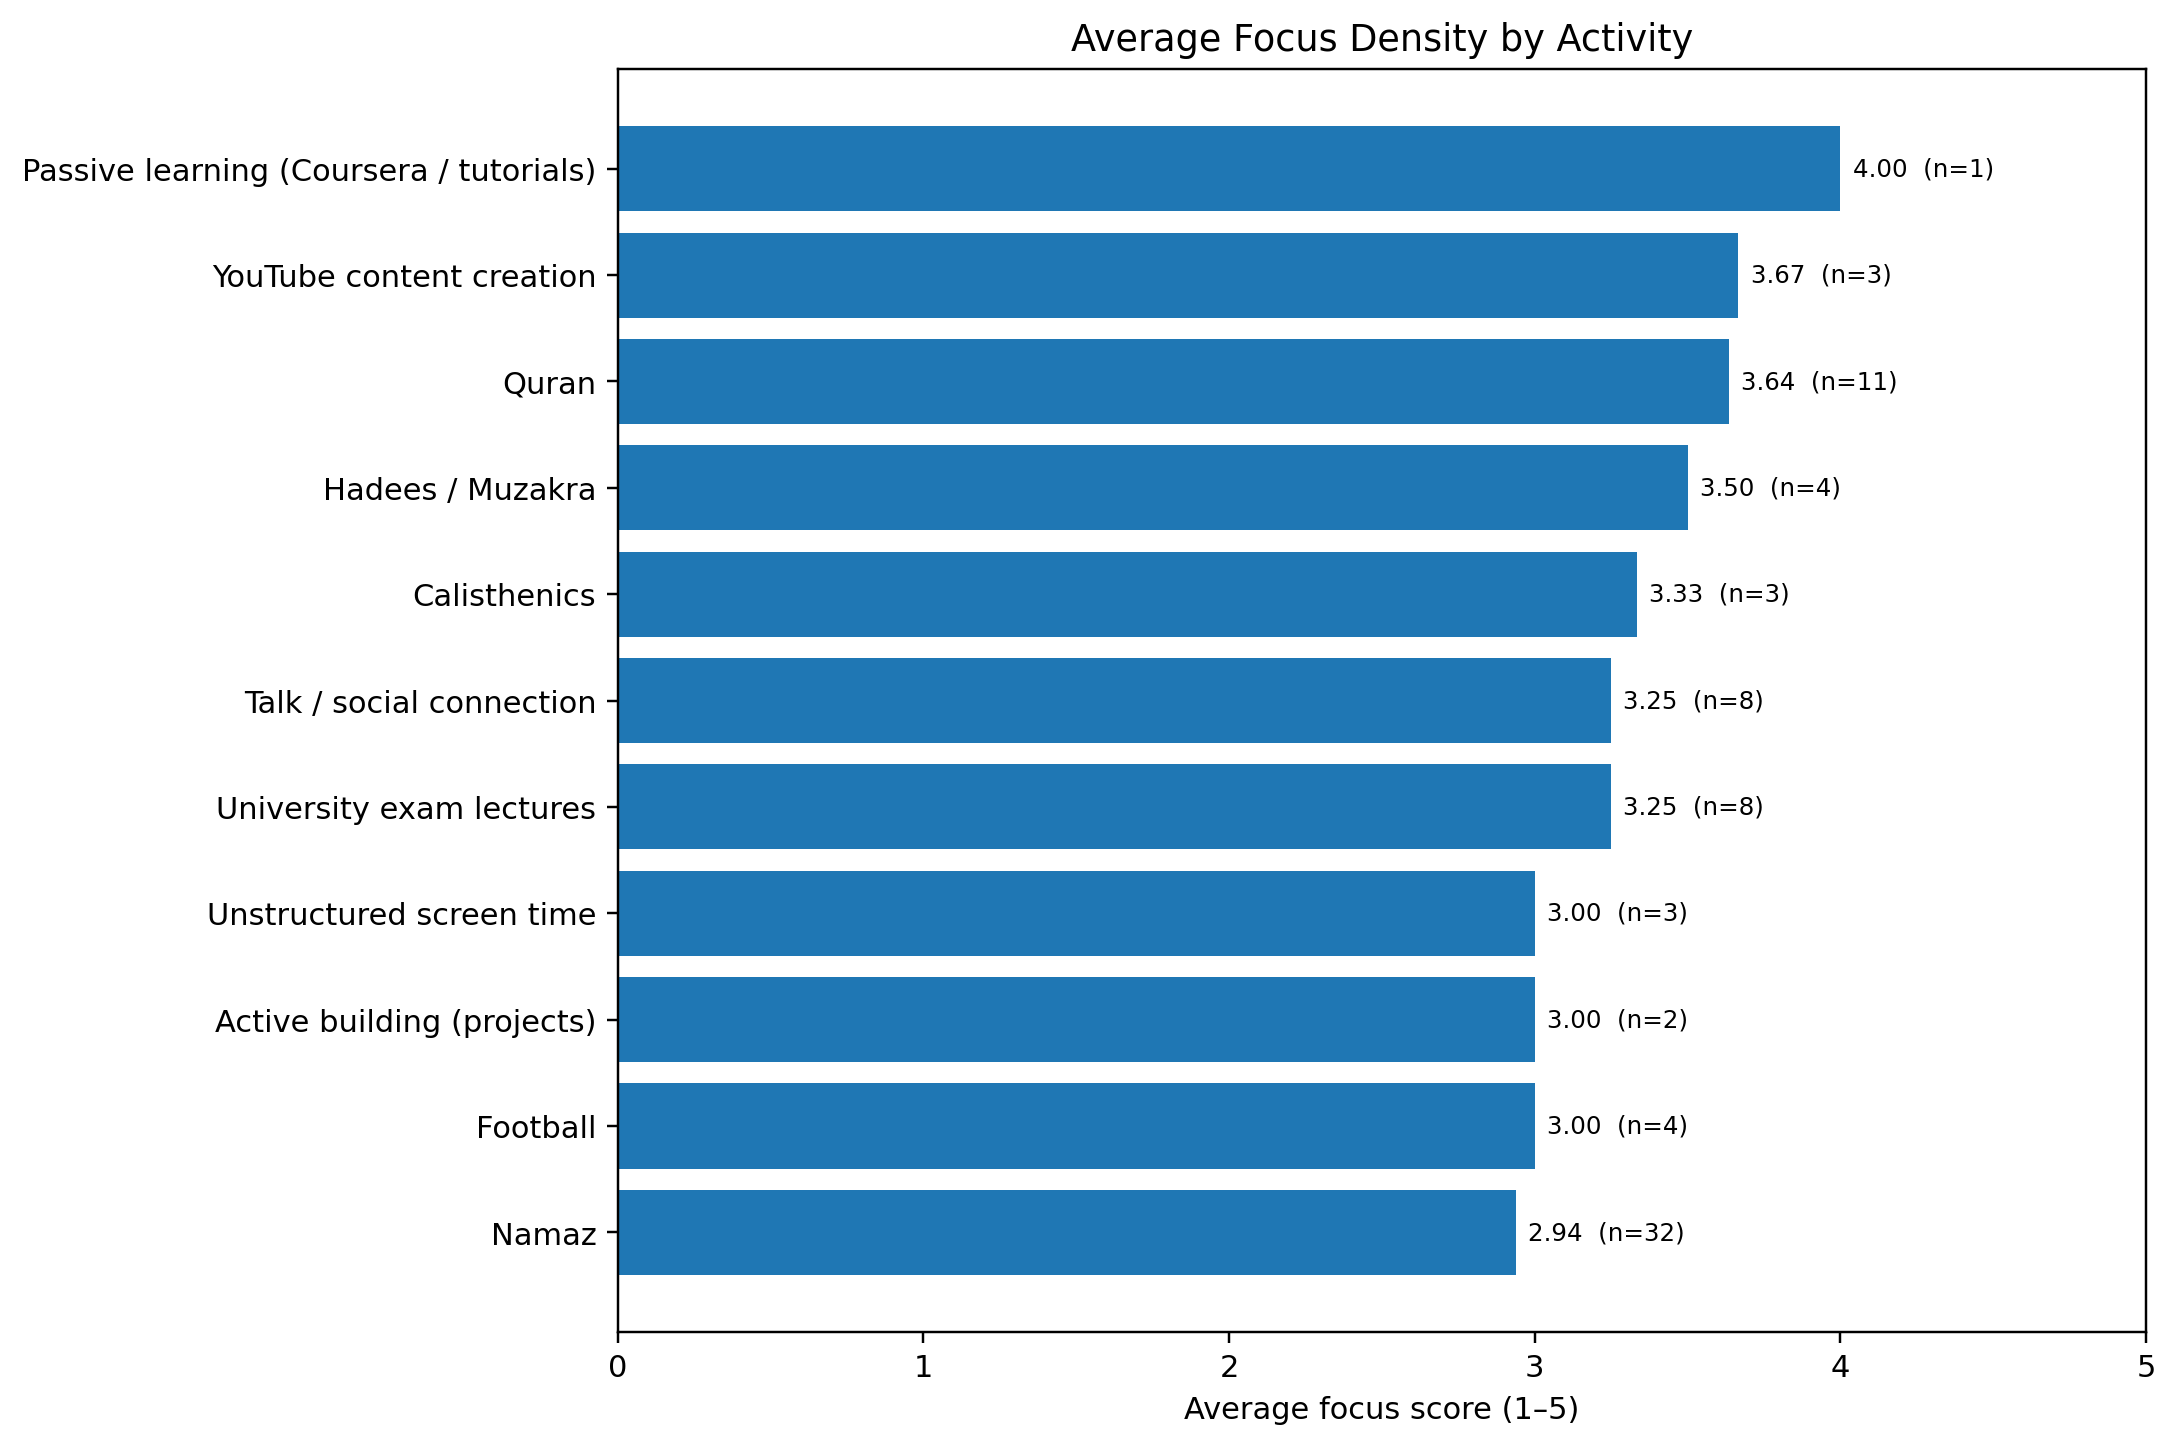 Average Focus Density by Activity
Passive learning (Coursera / tutorials) 4.00 (n=1)
YouTube content creation 3.67 (n=3)
Quran 3.64 (n=11)
Hadees / Muzakra 3.50 (n=4)
Calisthenics 3.33 (n=3)
Talk / social connection 3.25 (n=8)
University exam lectures 3.25 (n=8)
Unstructured screen time 3.00 (n=3)
Active building (projects) 3.00 (n=2)
Football 3.00 (n=4)
Namaz 2.94 (n=32)
0 1 2 3 4 5
Average focus score (1–5)